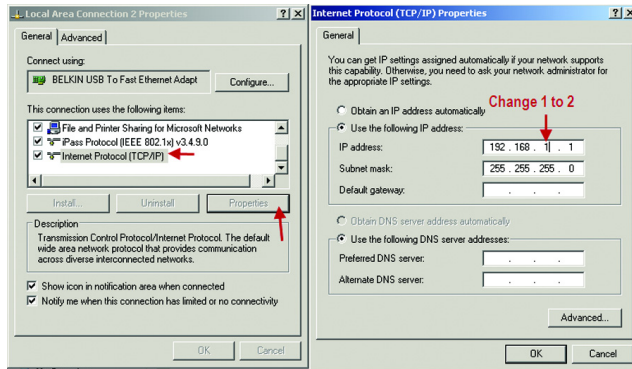 Local Area Connection 2 Properties
General
Advanced
Connect using:
BELKIN USB To Fast Ethernet Adapt
Configure...
This connection uses the following items:
File and Printer Sharing for Microsoft Networks
iPass Protocol (IEEE 802.1x) v3.4.9.0
Internet Protocol (TCP/IP)
Install...
Uninstall
Properties
Description
Transmission Control Protocol/Internet Protocol. The default
wide area network protocol that provides communication
across diverse interconnected networks.
Show icon in notification area when connected
Notify me when this connection has limited or no connectivity
OK
Cancel
Internet Protocol (TCP/IP) Properties
General
You can get IP settings assigned automatically if your network supports
this capability. Otherwise, you need to ask your network administrator for
the appropriate IP settings.
Obtain an IP address automatically
Change 1 to 2
Use the following IP address:
IP address:
192 . 168 . 1 . 1
Subnet mask:
255 . 255 . 255 . 0
Default gateway:
. . .
Obtain DNS server address automatically
Use the following DNS server addresses:
Preferred DNS server:
. . .
Alternate DNS server:
. . .
Advanced...
OK
Cancel